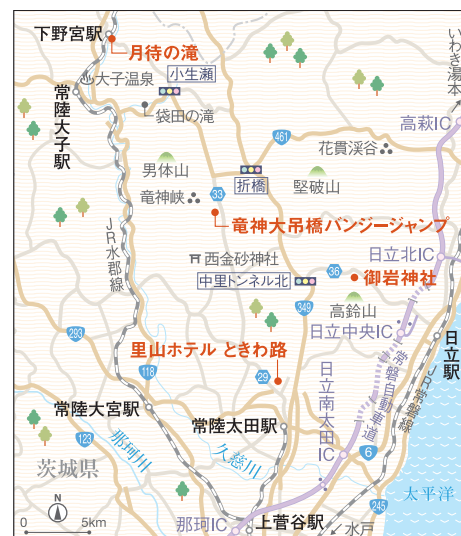 下野宮駅
月待の滝
小生瀬
大子温泉
袋田の滝
常陸大子駅
いわき湯本
高萩IC
461
花貫渓谷
男体山
折橋
堅破山
竜神峡
33
竜神大吊橋バンジージャンプ
JR水郡線
西金砂神社
日立北IC
36
御岩神社
中里トンネル北
349
高鈴山
日立中央IC
293
118
里山ホテル ときわ路
29
日立駅
常磐自動車道
JR常磐線
日立南太田IC
常陸大宮駅
常陸太田駅
123
那珂川
久慈川
6
茨城県
太平洋
245
N
0 5km
那珂IC
上菅谷駅
水戸